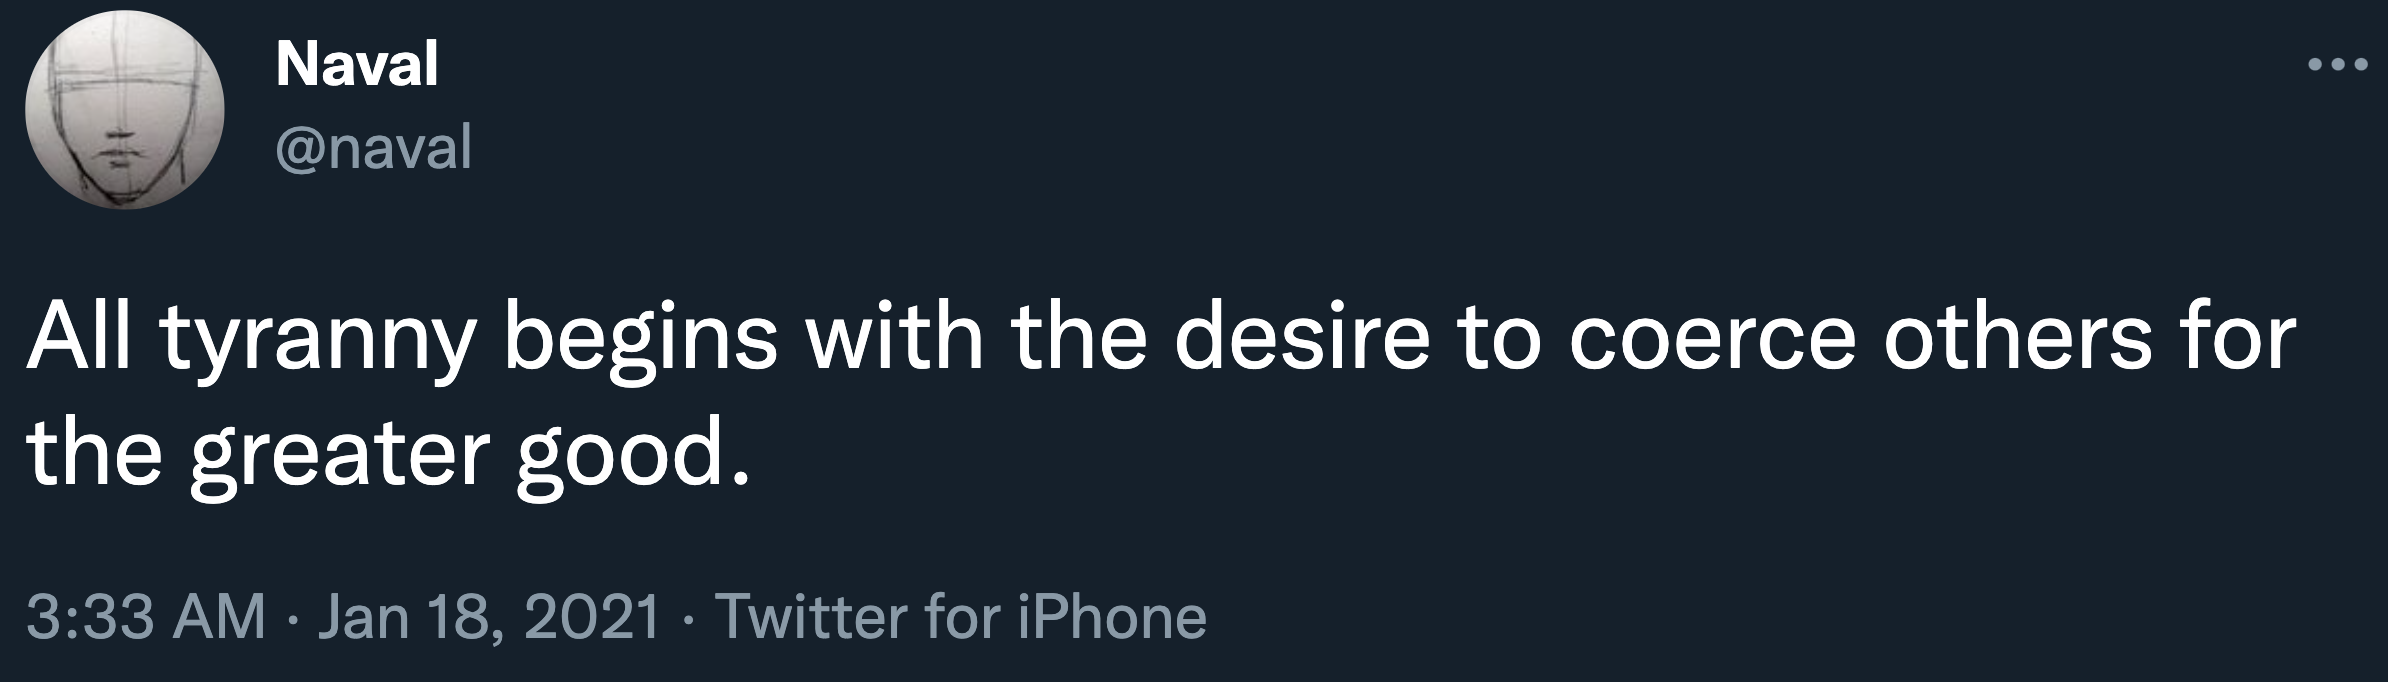 Naval
@naval
All tyranny begins with the desire to coerce others for
the greater good.
3:33 AM · Jan 18, 2021 · Twitter for iPhone